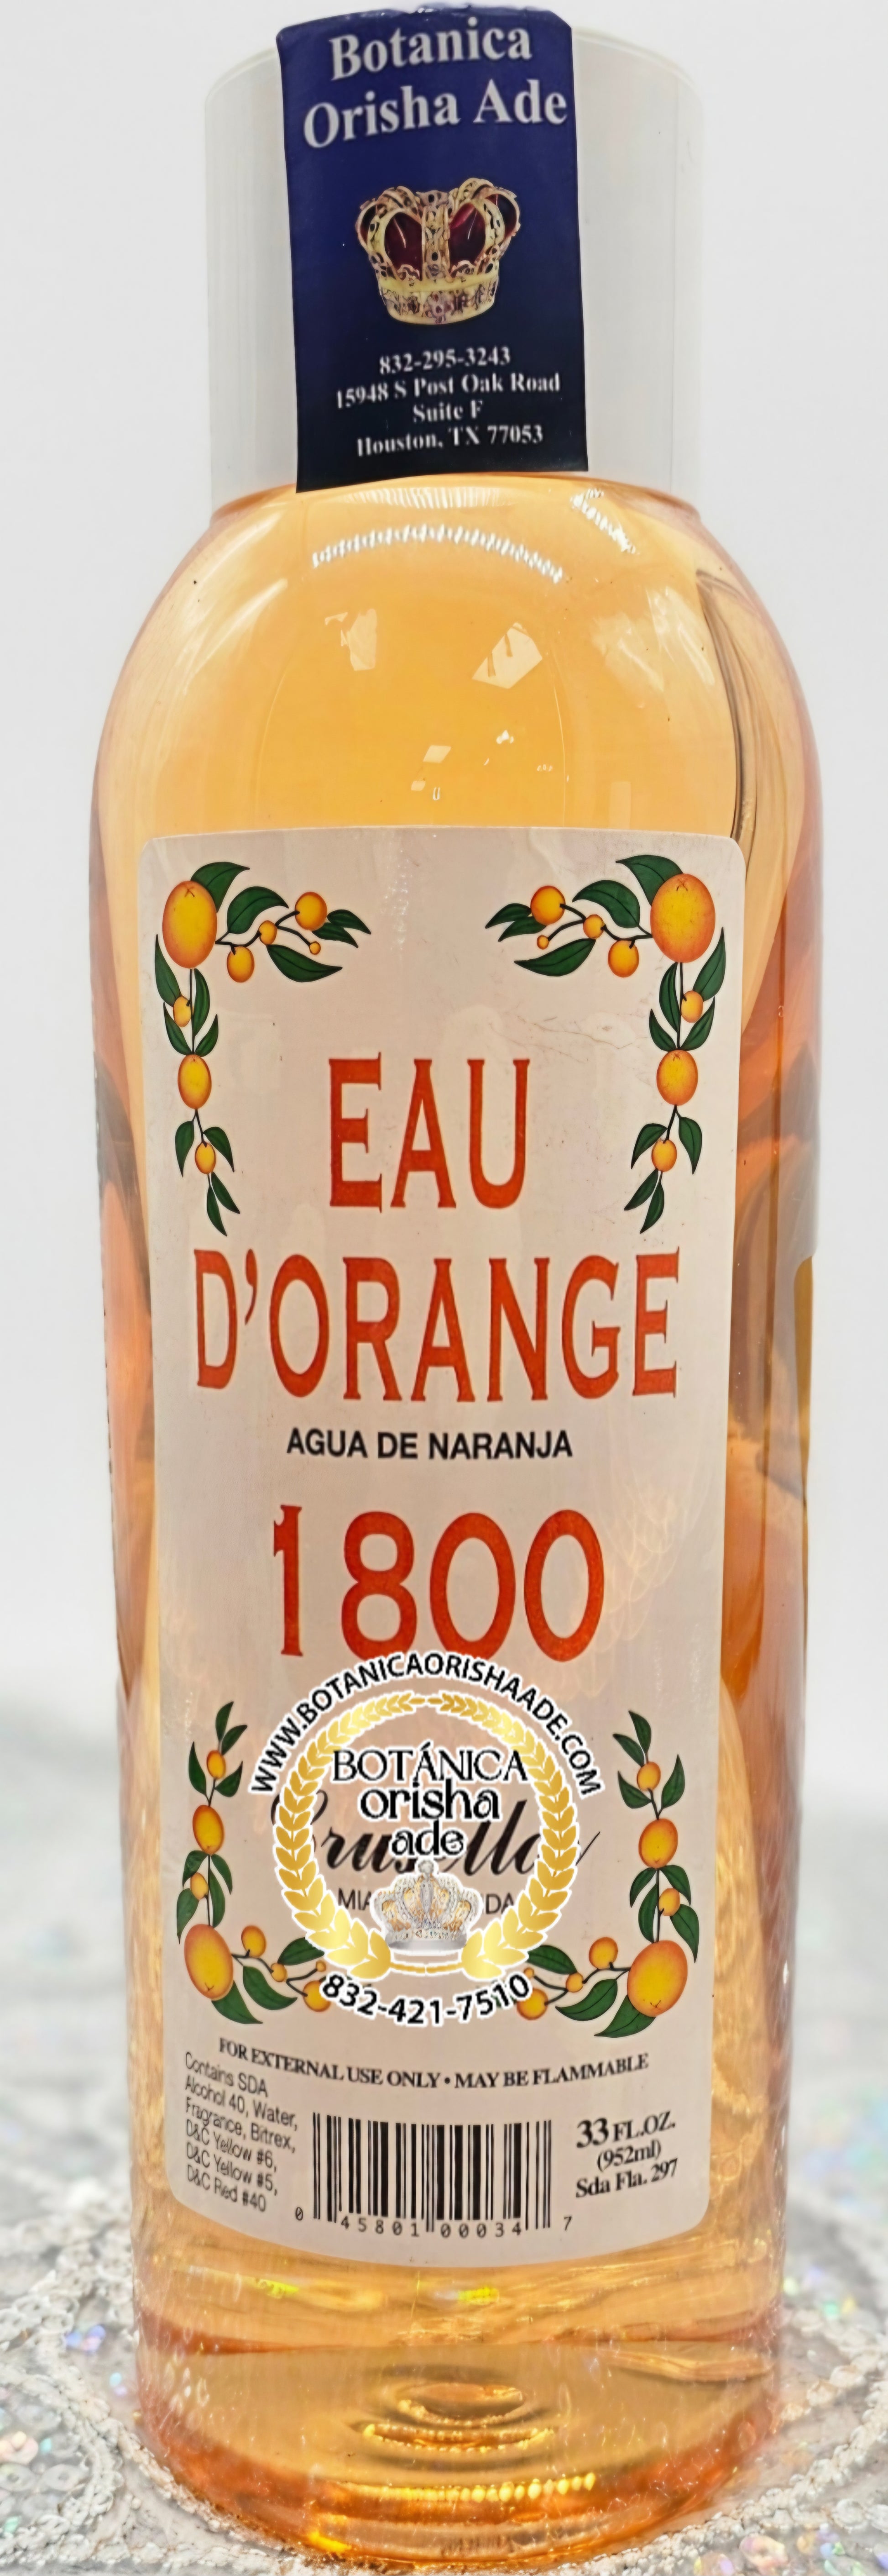 Botanica
Orisha Ade
832-295-3243
15948 S Post Oak Road
Suite F
Houston, TX 77053
EAU
D'ORANGE
AGUA DE NARANJA
1800
WWW.BOTANICAORISHAADE.COM
BOTÁNICA
orisha
ade
832-421-7510
FOR EXTERNAL USE ONLY • MAY BE FLAMMABLE
Contains SDA
Alcohol 40, Water,
Fragrance, Bitrex,
D&C Yellow #6,
D&C Yellow #5,
D&C Red #40
0 45801 00034 7
33 FL.OZ.
(952ml)
Sda Fla. 297